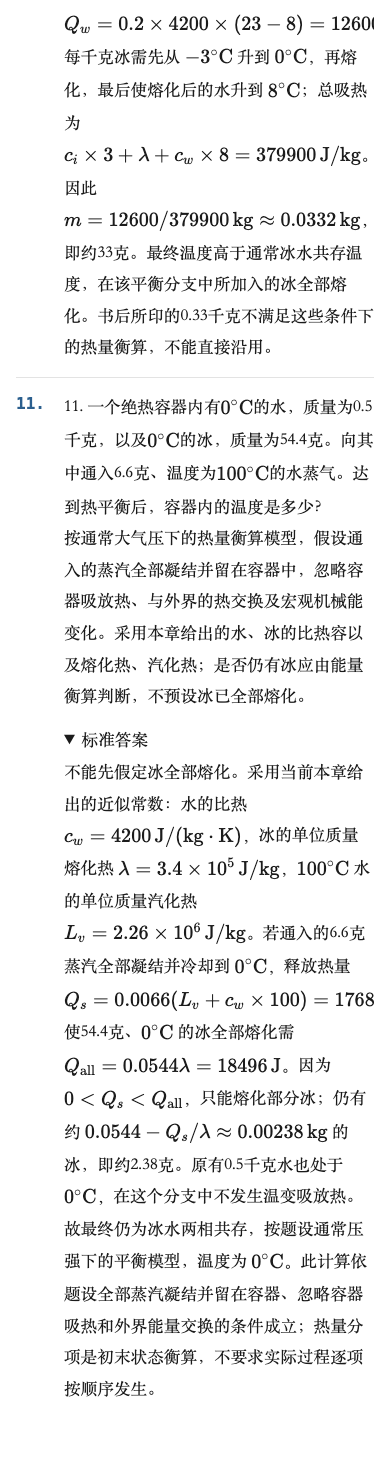 Q_w = 0.2 × 4200 × (23 − 8) = 12600
每千克冰需先从 −3°C 升到 0°C，再熔
化，最后使熔化后的水升到 8°C；总吸热
为
c_i × 3 + λ + c_w × 8 = 379900 J/kg。
因此
m = 12600/379900 kg ≈ 0.0332 kg，
即约33克。最终温度高于通常冰水共存温
度，在该平衡分支中所加入的冰全部熔
化。书后所印的0.33千克不满足这些条件下
的热量衡算，不能直接沿用。
11. 11. 一个绝热容器内有0°C的水，质量为0.5
千克，以及0°C的冰，质量为54.4克。向其
中通入6.6克、温度为100°C的水蒸气。达
到热平衡后，容器内的温度是多少?
按通常大气压下的热量衡算模型，假设通
入的蒸汽全部凝结并留在容器中，忽略容
器吸放热、与外界的热交换及宏观机械能
变化。采用本章给出的水、冰的比热容以
及熔化热、汽化热；是否仍有冰应由能量
衡算判断，不预设冰已全部熔化。
▼ 标准答案
不能先假定冰全部熔化。采用当前本章给
出的近似常数：水的比热
c_w = 4200 J/(kg · K)，冰的单位质量
熔化热 λ = 3.4 × 10⁵ J/kg，100°C 水
的单位质量汽化热
L_v = 2.26 × 10⁶ J/kg。若通入的6.6克
蒸汽全部凝结并冷却到 0°C，释放热量
Q_s = 0.0066(L_v + c_w × 100) = 1768
使54.4克、0°C 的冰全部熔化需
Q_all = 0.0544λ = 18496 J。因为
0 < Q_s < Q_all，只能熔化部分冰；仍有
约 0.0544 − Q_s/λ ≈ 0.00238 kg 的
冰，即约2.38克。原有0.5千克水也处于
0°C，在这个分支中不发生温变吸放热。
故最终仍为冰水两相共存，按题设通常压
强下的平衡模型，温度为 0°C。此计算依
题设全部蒸汽凝结并留在容器、忽略容器
吸热和外界能量交换的条件成立；热量分
项是初末状态衡算，不要求实际过程逐项
按顺序发生。